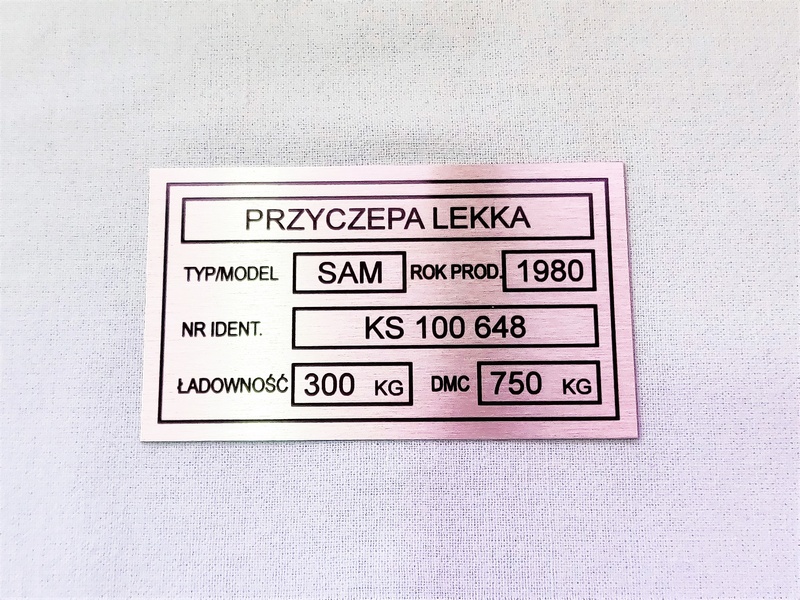 PRZYCZEPA LEKKA
TYP/MODEL SAM ROK PROD. 1980
NR IDENT. KS 100 648
ŁADOWNOŚĆ 300 KG DMC 750 KG